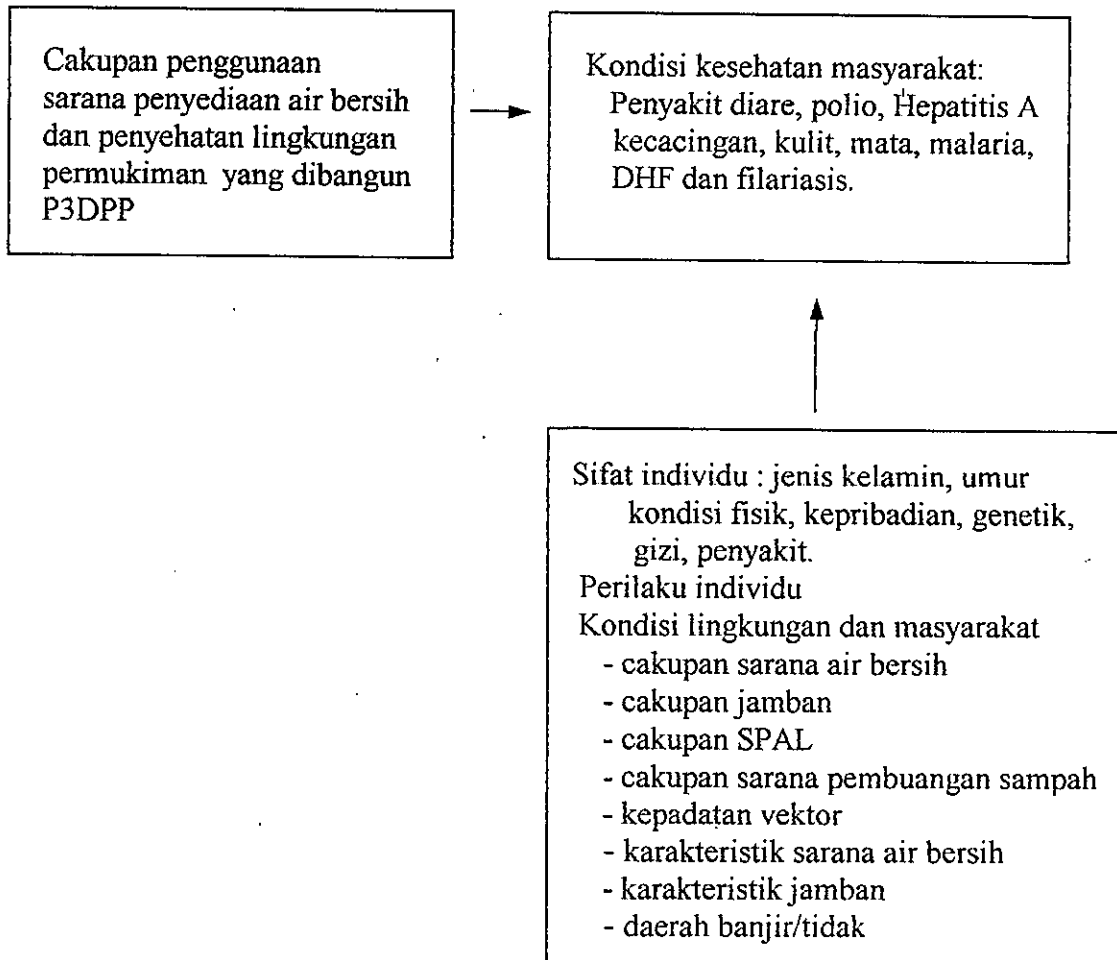 Cakupan penggunaan
sarana penyediaan air bersih
dan penyehatan lingkungan
permukiman yang dibangun
P3DPP
Kondisi kesehatan masyarakat:
Penyakit diare, polio, Hepatitis A
kecacingan, kulit, mata, malaria,
DHF dan filariasis.
Sifat individu : jenis kelamin, umur
kondisi fisik, kepribadian, genetik,
gizi, penyakit.
Perilaku individu
Kondisi lingkungan dan masyarakat
- cakupan sarana air bersih
- cakupan jamban
- cakupan SPAL
- cakupan sarana pembuangan sampah
- kepadatan vektor
- karakteristik sarana air bersih
- karakteristik jamban
- daerah banjir/tidak